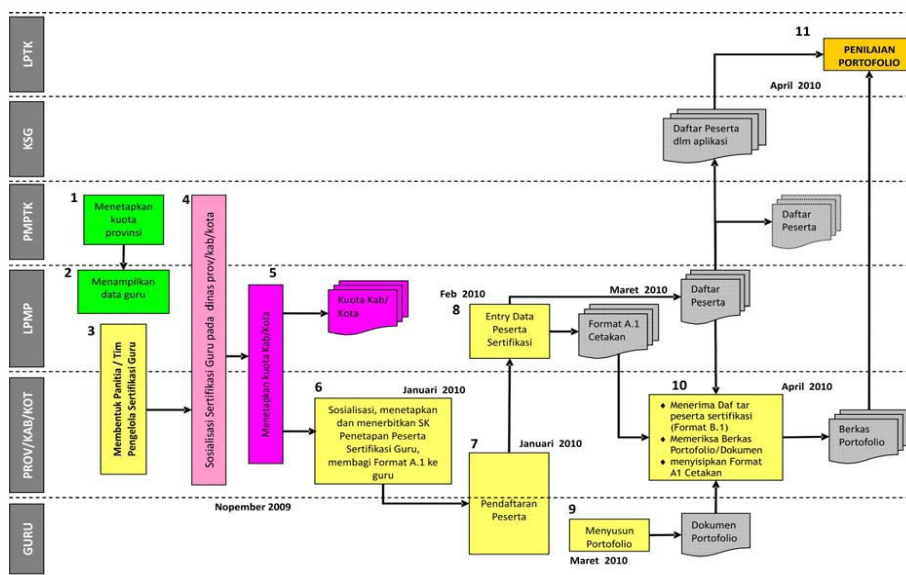 LPTK
KSG
PMPTK
LPMP
PROV/KAB/KOT
GURU
1
Menetapkan
kuota
provinsi
2
Menampilkan
data guru
3
Membentuk Panitia / Tim
Pengelola Sertifikasi Guru
4
Sosialisasi Sertifikasi Guru pada dinas prov/kab/kota
Nopember 2009
5
Menetapkan kuota Kab/Kota
Kuota Kab/
Kota
6
Januari 2010
Sosialisasi, menetapkan
dan menerbitkan SK
Penetapan Peserta
Sertifikasi Guru,
membagi Format A.1 ke
guru
7
Januari 2010
Pendaftaran
Peserta
Feb 2010
8
Entry Data
Peserta
Sertifikasi
Format A.1
Cetakan
Maret 2010
Daftar
Peserta
Daftar
Peserta
Daftar Peserta
dlm aplikasi
9
Menyusun
Portofolio
Maret 2010
Dokumen
Portofolio
10
April 2010
♦ Menerima Daf tar
peserta sertifikasi
(Format B.1)
♦ Memeriksa Berkas
Portofolio/Dokumen
♦ menyisipkan Format
A1 Cetakan
Berkas
Portofolio
11
PENILAIAN
PORTOFOLIO
April 2010